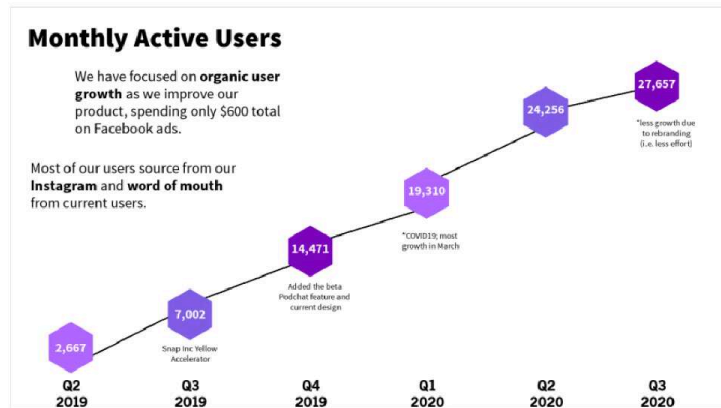 Monthly Active Users
We have focused on organic user
growth as we improve our
product, spending only $600 total
on Facebook ads.
Most of our users source from our
Instagram and word of mouth
from current users.
27,657
*less growth due
to rebranding
(i.e. less effort)
24,256
19,310
*COVID19; most
growth in March
14,471
Added the beta
Podchat feature and
current design
7,002
Snap Inc Yellow
Accelerator
2,667
Q2
2019
Q3
2019
Q4
2019
Q1
2020
Q2
2020
Q3
2020